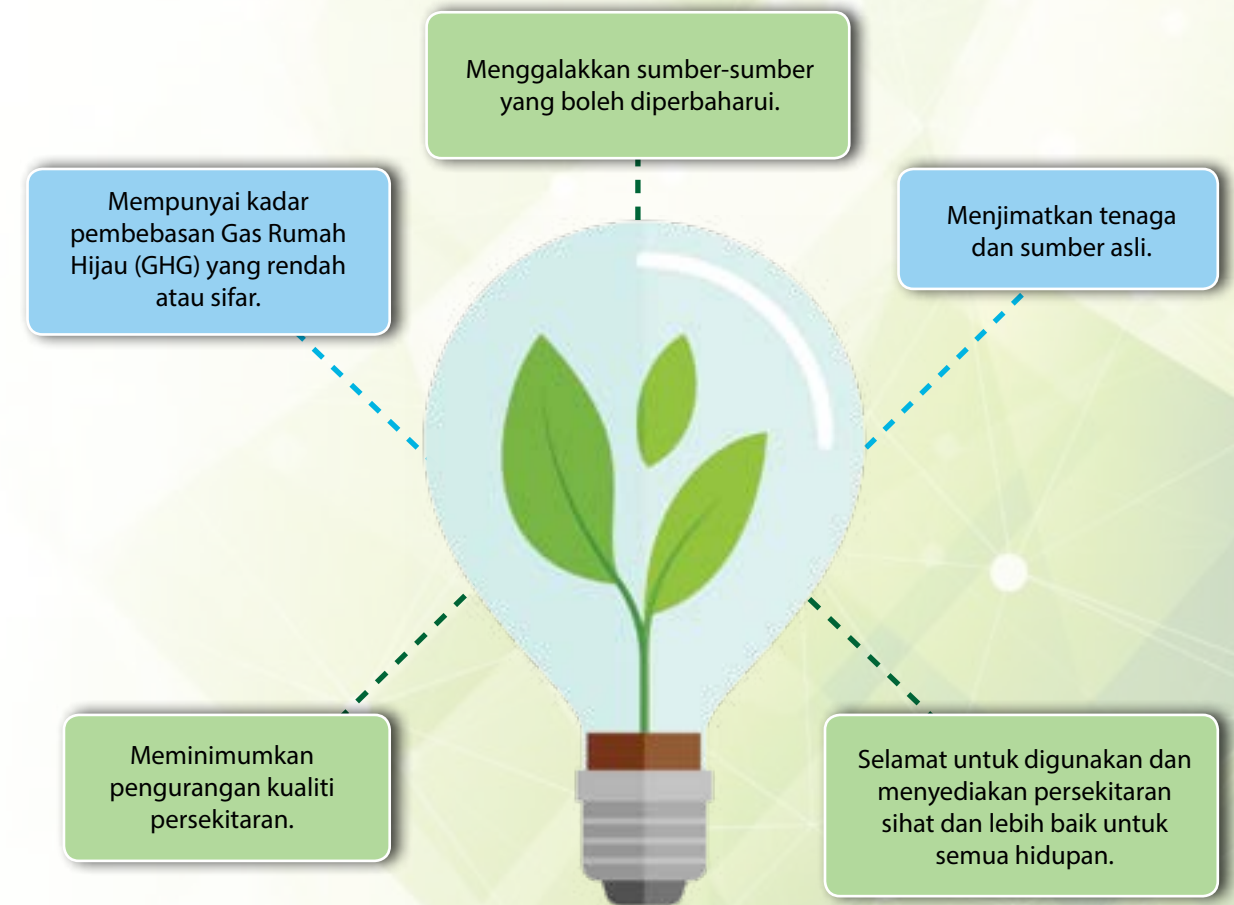 Menggalakkan sumber-sumber
yang boleh diperbaharui.
Mempunyai kadar
pembebasan Gas Rumah
Hijau (GHG) yang rendah
atau sifar.
Menjimatkan tenaga
dan sumber asli.
Meminimumkan
pengurangan kualiti
persekitaran.
Selamat untuk digunakan dan
menyediakan persekitaran
sihat dan lebih baik untuk
semua hidupan.